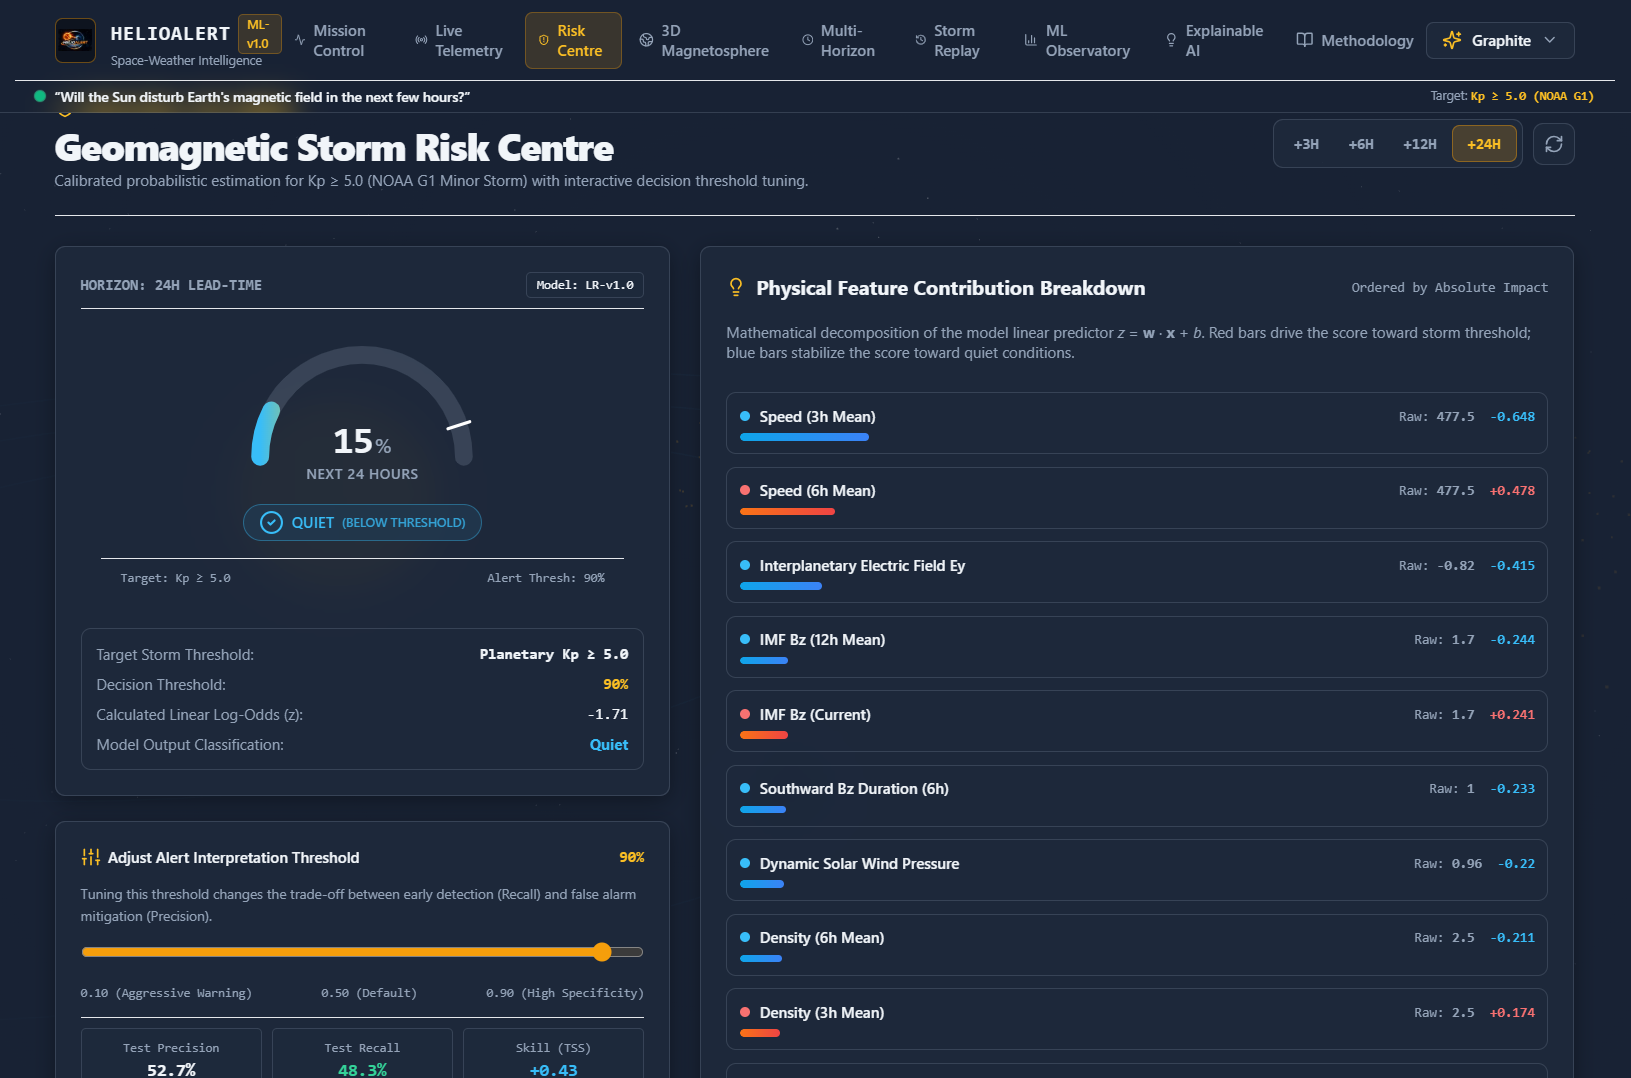 HELIOALERT
ML-
v1.0
Space-Weather Intelligence
Mission
Control
Live
Telemetry
Risk
Centre
3D
Magnetosphere
Multi-
Horizon
Storm
Replay
ML
Observatory
Explainable
AI
Methodology
Graphite
"Will the Sun disturb Earth's magnetic field in the next few hours?"
Target: Kp ≥ 5.0 (NOAA G1)
Geomagnetic Storm Risk Centre
Calibrated probabilistic estimation for Kp ≥ 5.0 (NOAA G1 Minor Storm) with interactive decision threshold tuning.
+3H +6H +12H +24H
HORIZON: 24H LEAD-TIME
Model: LR-v1.0
15%
NEXT 24 HOURS
QUIET (BELOW THRESHOLD)
Target: Kp ≥ 5.0
Alert Thresh: 90%
Target Storm Threshold: Planetary Kp ≥ 5.0
Decision Threshold: 90%
Calculated Linear Log-Odds (z): -1.71
Model Output Classification: Quiet
Adjust Alert Interpretation Threshold 90%
Tuning this threshold changes the trade-off between early detection (Recall) and false alarm
mitigation (Precision).
0.10 (Aggressive Warning) 0.50 (Default) 0.90 (High Specificity)
Test Precision
52.7%
Test Recall
48.3%
Skill (TSS)
+0.43
Physical Feature Contribution Breakdown
Ordered by Absolute Impact
Mathematical decomposition of the model linear predictor z = w · x + b. Red bars drive the score toward storm threshold;
blue bars stabilize the score toward quiet conditions.
Speed (3h Mean) Raw: 477.5 -0.648
Speed (6h Mean) Raw: 477.5 +0.478
Interplanetary Electric Field Ey Raw: -0.82 -0.415
IMF Bz (12h Mean) Raw: 1.7 -0.244
IMF Bz (Current) Raw: 1.7 +0.241
Southward Bz Duration (6h) Raw: 1 -0.233
Dynamic Solar Wind Pressure Raw: 0.96 -0.22
Density (6h Mean) Raw: 2.5 -0.211
Density (3h Mean) Raw: 2.5 +0.174